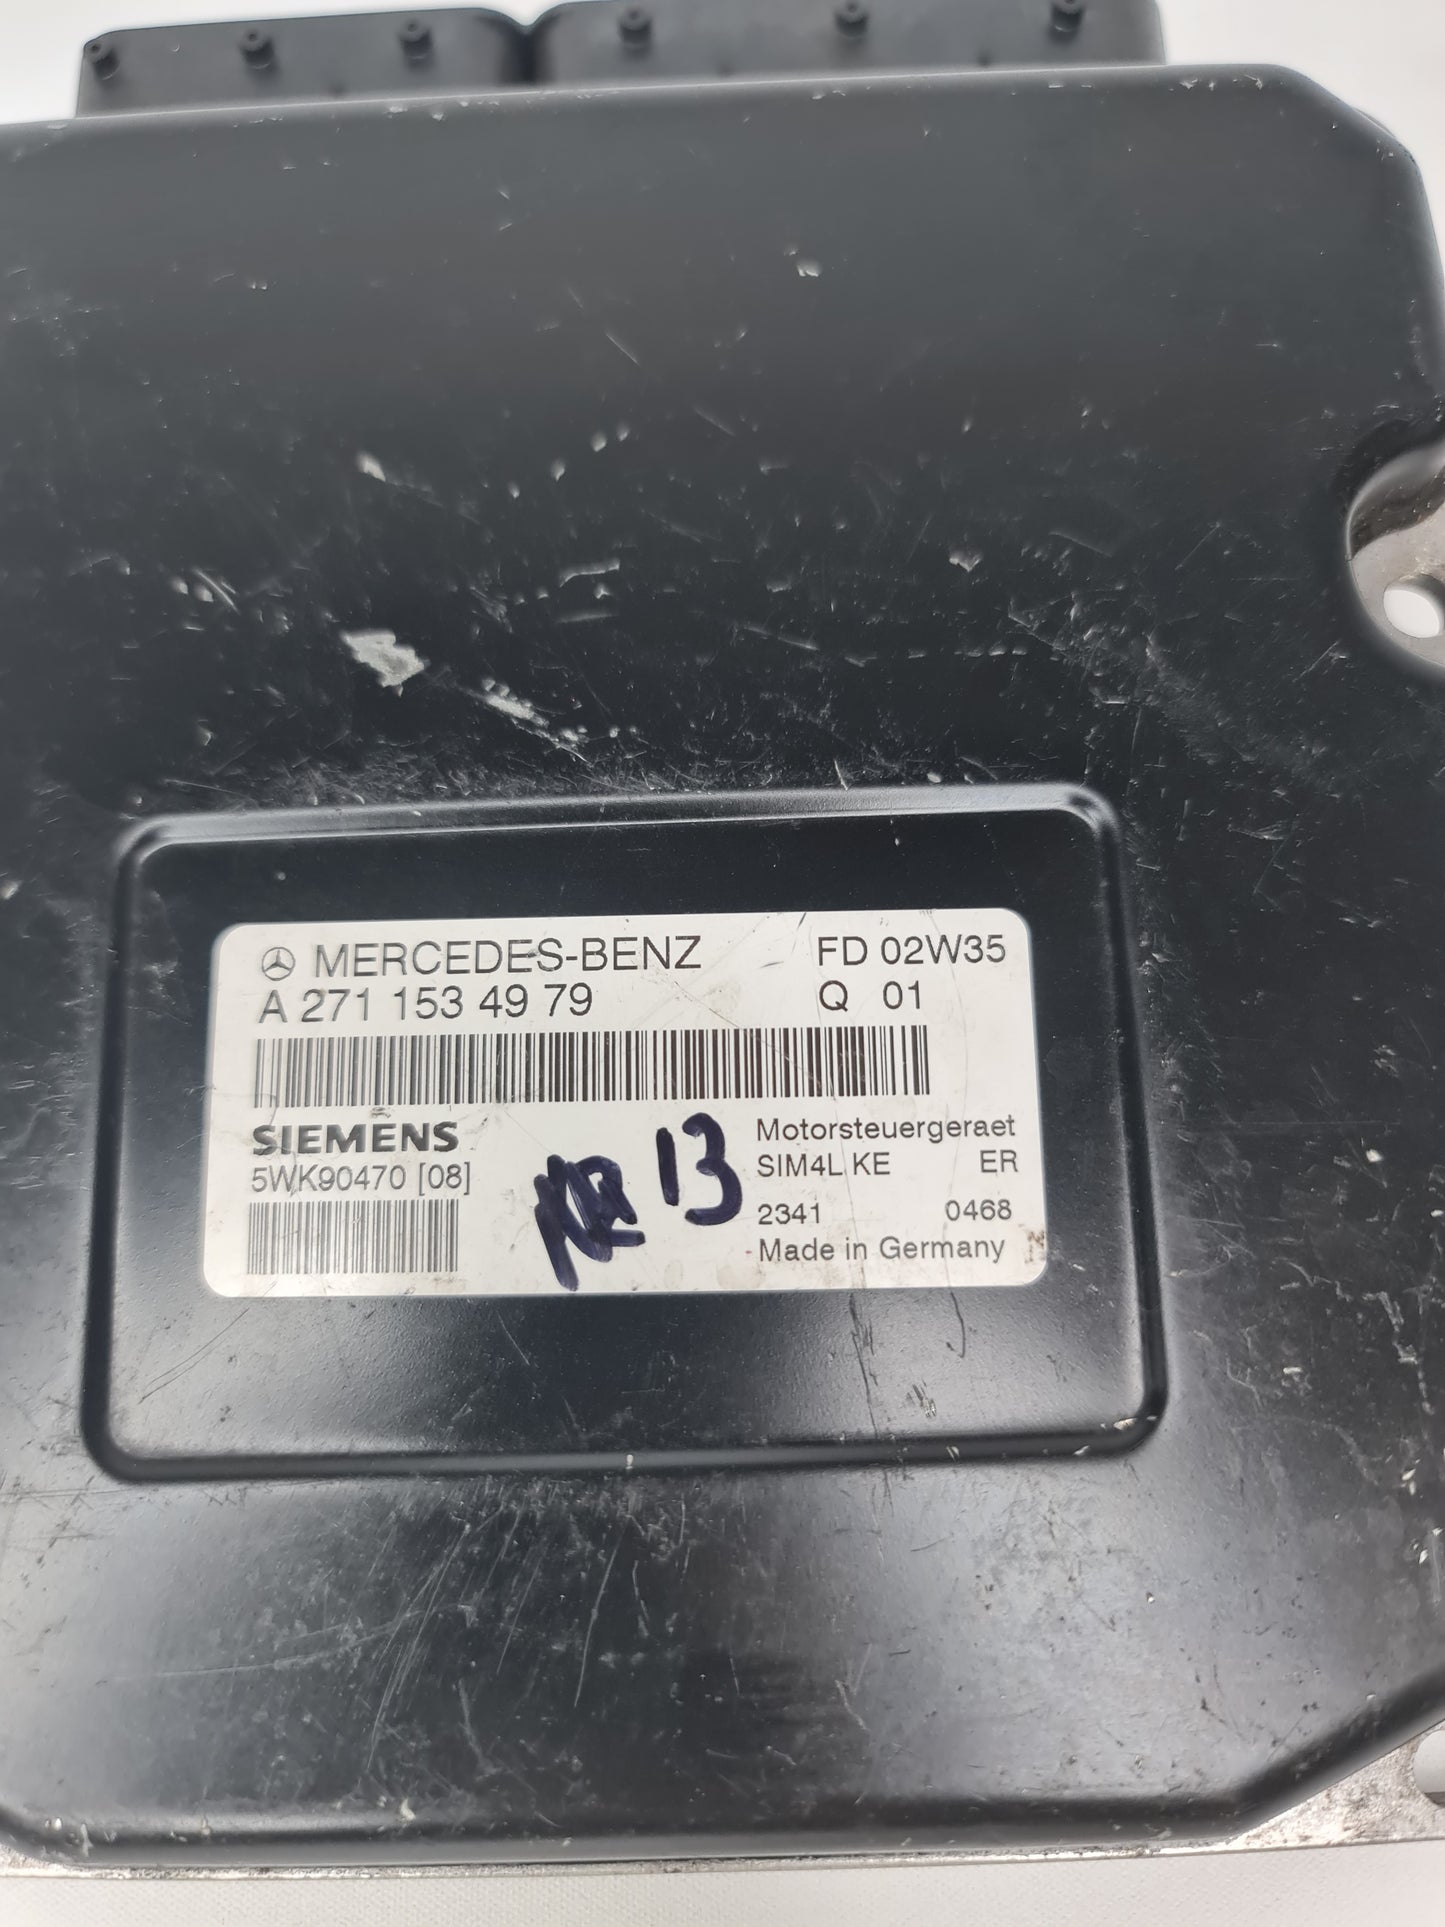 MERCEDES-BENZ FD 02W35
A 271 153 49 79 Q 01
SIEMENS
5WK90470 [08]
13
Motorsteuergeraet
SIM4L KE ER
2341 0468
Made in Germany